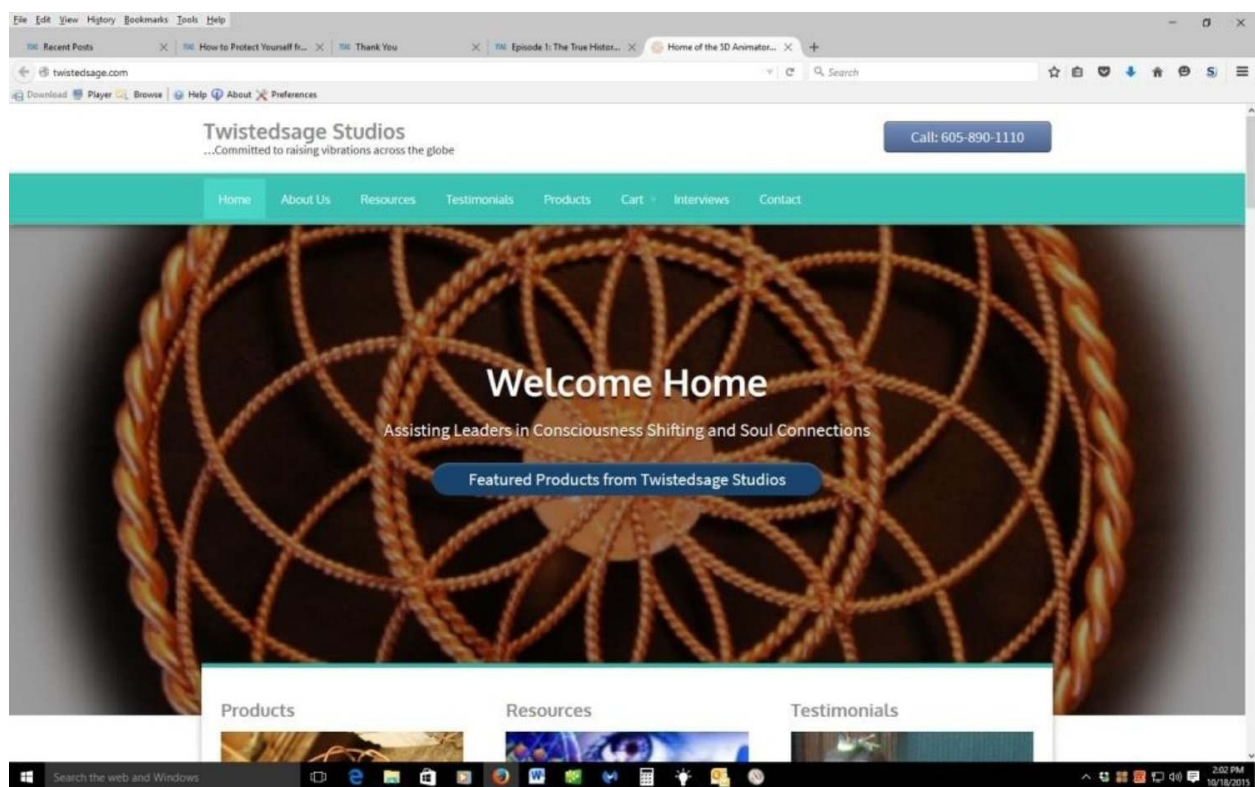 File Edit View History Bookmarks Tools Help
Recent Posts How to Protect Yourself fr... Thank You Episode 1: The True Histor... Home of the 5D Animator...
twistedsage.com Search
Download Player Browse Help About Preferences
Twistedsage Studios
...Committed to raising vibrations across the globe
Call: 605-890-1110
Home About Us Resources Testimonials Products Cart Interviews Contact
Welcome Home
Assisting Leaders in Consciousness Shifting and Soul Connections
Featured Products from Twistedsage Studios
Products Resources Testimonials
Search the web and Windows
2:02 PM
10/18/2015